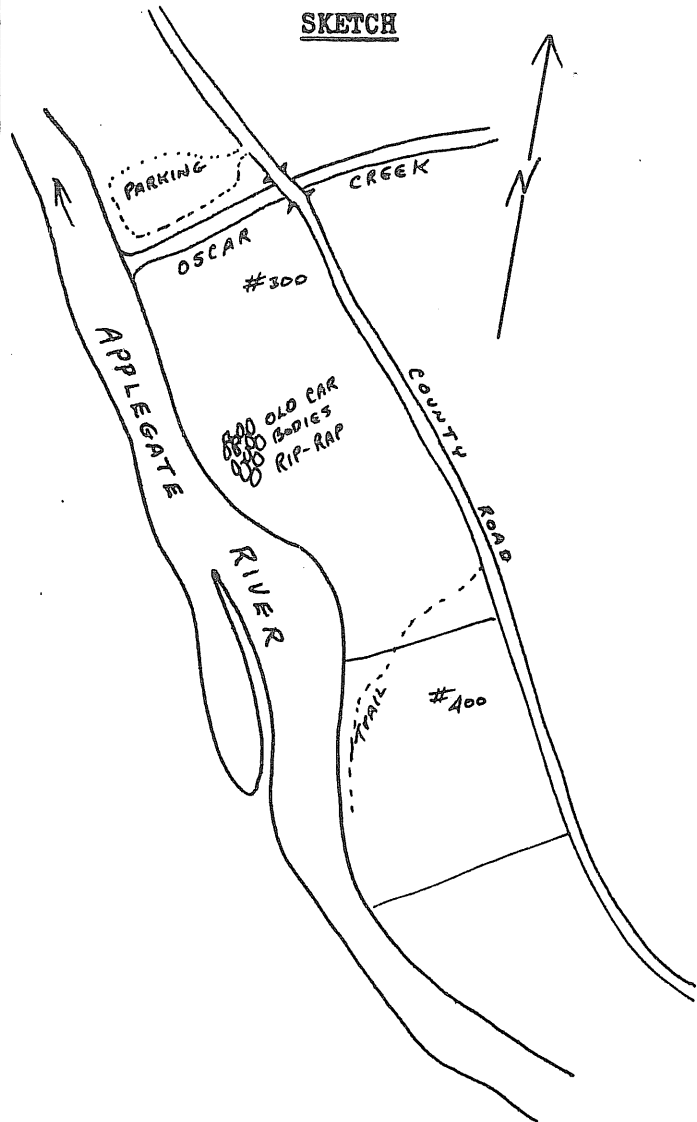 SKETCH
N
PARKING
CREEK
OSCAR
#300
APPLEGATE
OLD CAR
BODIES
RIP-RAP
COUNTY
ROAD
RIVER
TRAIL
#400